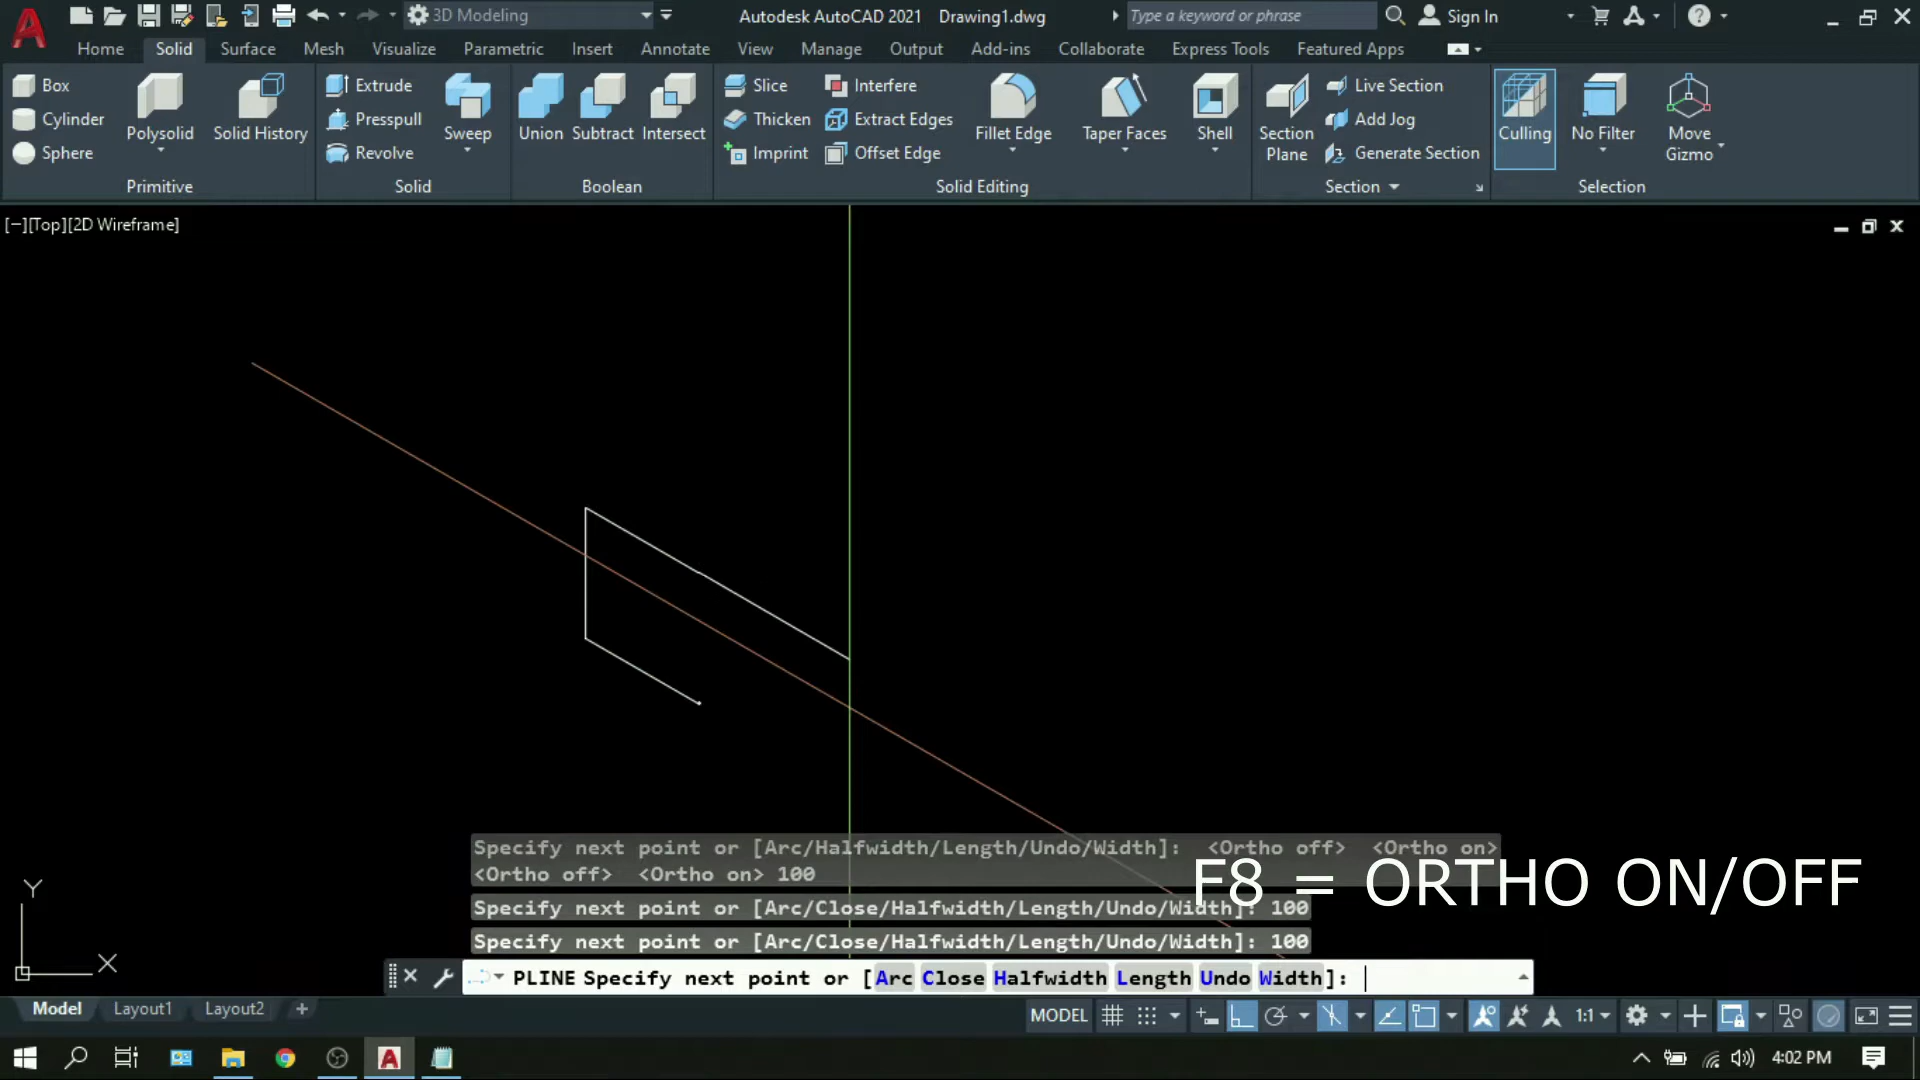 3D Modeling
Autodesk AutoCAD 2021 Drawing1.dwg
Type a keyword or phrase
Sign In
Home Solid Surface Mesh Visualize Parametric Insert Annotate View Manage Output Add-ins Collaborate Express Tools Featured Apps
Box
Cylinder
Sphere
Polysolid
Solid History
Primitive
Extrude
Presspull
Revolve
Sweep
Solid
Union Subtract Intersect
Boolean
Slice
Thicken
Imprint
Interfere
Extract Edges
Offset Edge
Fillet Edge
Taper Faces
Shell
Solid Editing
Section
Plane
Live Section
Add Jog
Generate Section
Section
Culling
No Filter
Move
Gizmo
Selection
[−][Top][2D Wireframe]
Y
X
Specify next point or [Arc/Halfwidth/Length/Undo/Width]: <Ortho off> <Ortho on>
<Ortho off> <Ortho on> 100
F8 = ORTHO ON/OFF
Specify next point or [Arc/Close/Halfwidth/Length/Undo/Width]: 100
Specify next point or [Arc/Close/Halfwidth/Length/Undo/Width]: 100
PLINE Specify next point or [Arc Close Halfwidth Length Undo Width]:
Model Layout1 Layout2 +
MODEL
1:1
4:02 PM